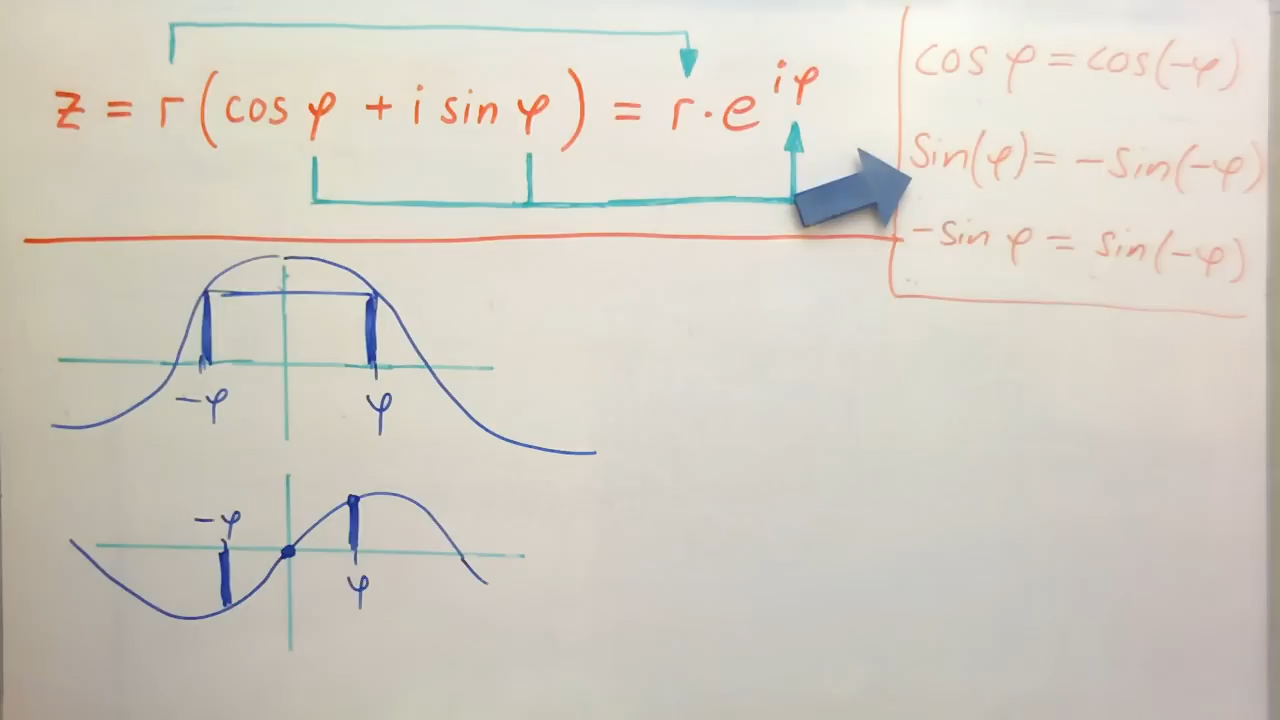 z = r(cos φ + i sin φ) = r · e^{iφ}
cos φ = cos(-φ)
Sin(φ) = - Sin(-φ)
- Sin φ = Sin(-φ)
-φ φ
-φ
φ